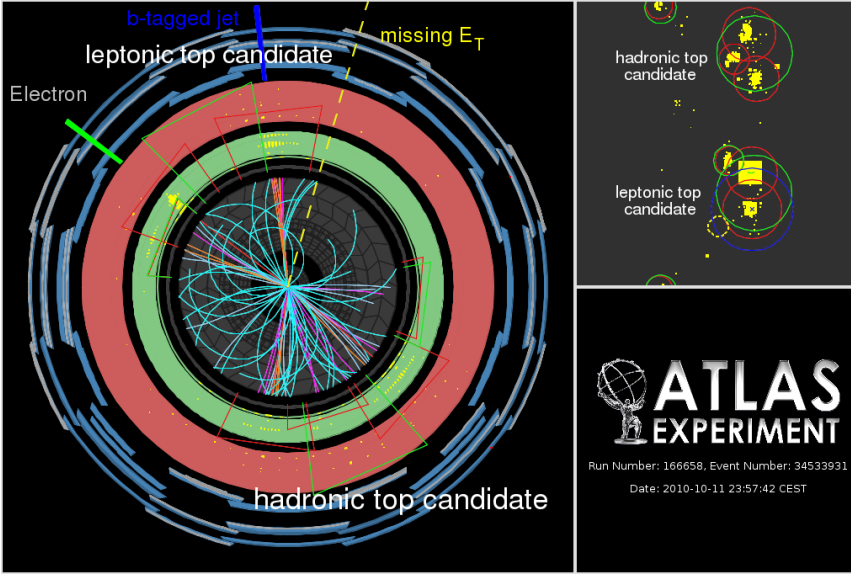 b-tagged jet
leptonic top candidate
missing E_T
Electron
hadronic top candidate
hadronic top
candidate
leptonic top
candidate
ATLAS
EXPERIMENT
Run Number: 166658, Event Number: 34533931
Date: 2010-10-11 23:57:42 CEST